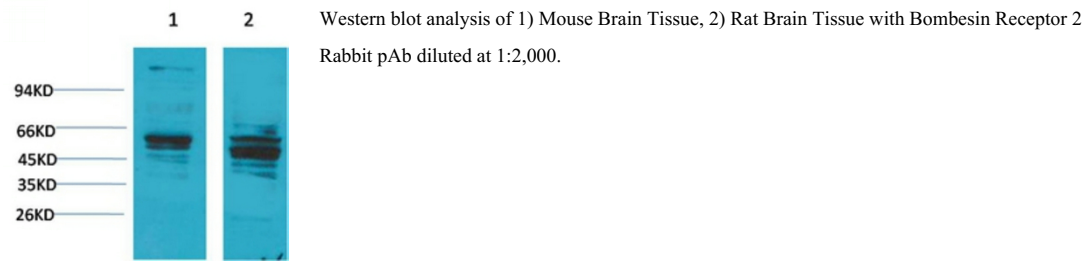 1 2
Western blot analysis of 1) Mouse Brain Tissue, 2) Rat Brain Tissue with Bombesin Receptor 2
Rabbit pAb diluted at 1:2,000.
94KD
66KD
45KD
35KD
26KD